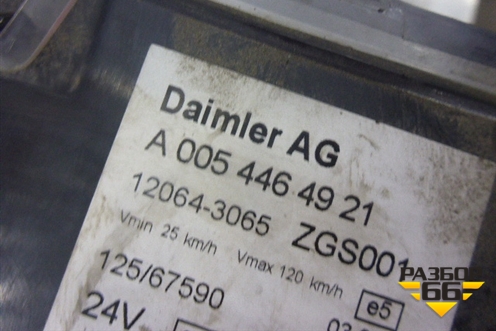 Daimler AG
A 005 446 49 21
12064-3065 ZGS001
Vmin 25 km/h Vmax 120 km/h
125/67590 e5
24V
РАЗБО
66